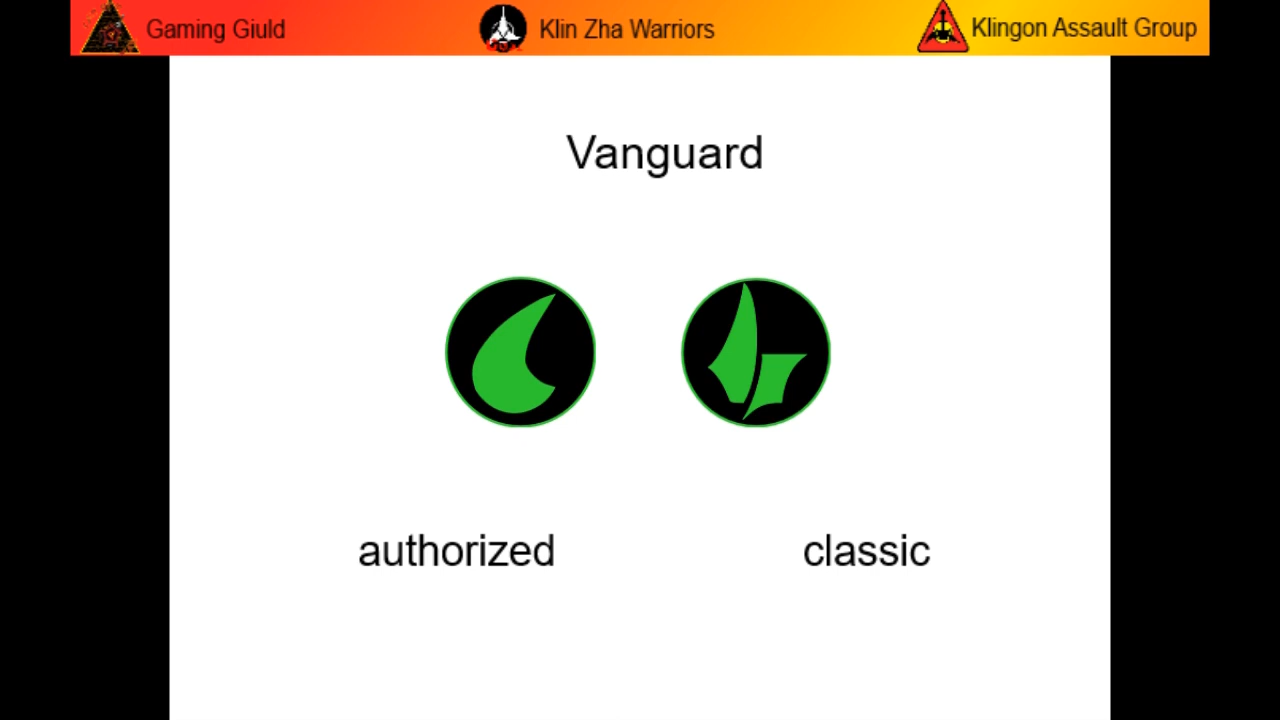 Gaming Giuld
Klin Zha Warriors
Klingon Assault Group
Vanguard
authorized
classic